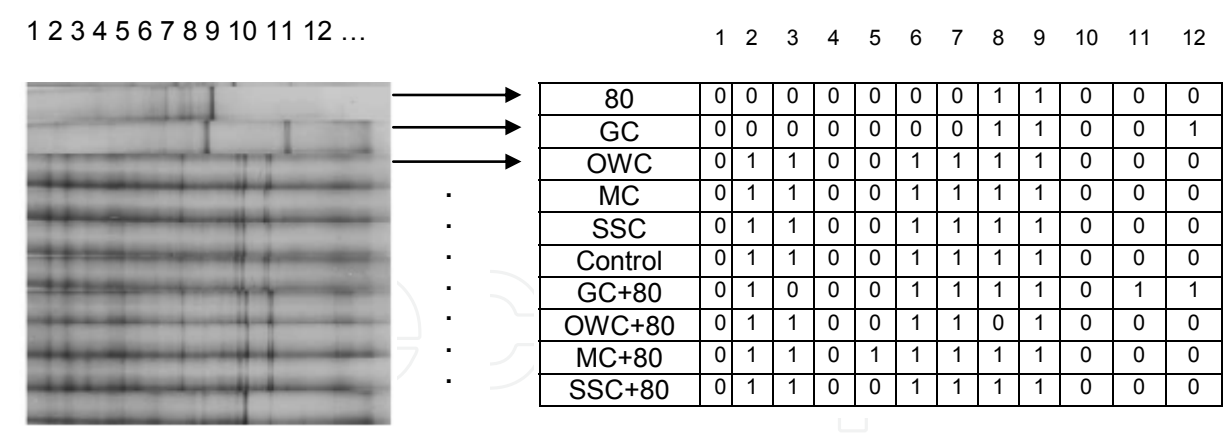 1 2 3 4 5 6 7 8 9 10 11 12 …
1 2 3 4 5 6 7 8 9 10 11 12
80 0 0 0 0 0 0 0 1 1 0 0 0
GC 0 0 0 0 0 0 0 1 1 0 0 1
OWC 0 1 1 0 0 1 1 1 1 0 0 0
MC 0 1 1 0 0 1 1 1 1 0 0 0
SSC 0 1 1 0 0 1 1 1 1 0 0 0
Control 0 1 1 0 0 1 1 1 1 0 0 0
GC+80 0 1 0 0 0 1 1 1 1 0 1 1
OWC+80 0 1 1 0 0 1 1 0 1 0 0 0
MC+80 0 1 1 0 1 1 1 1 1 0 0 0
SSC+80 0 1 1 0 0 1 1 1 1 0 0 0